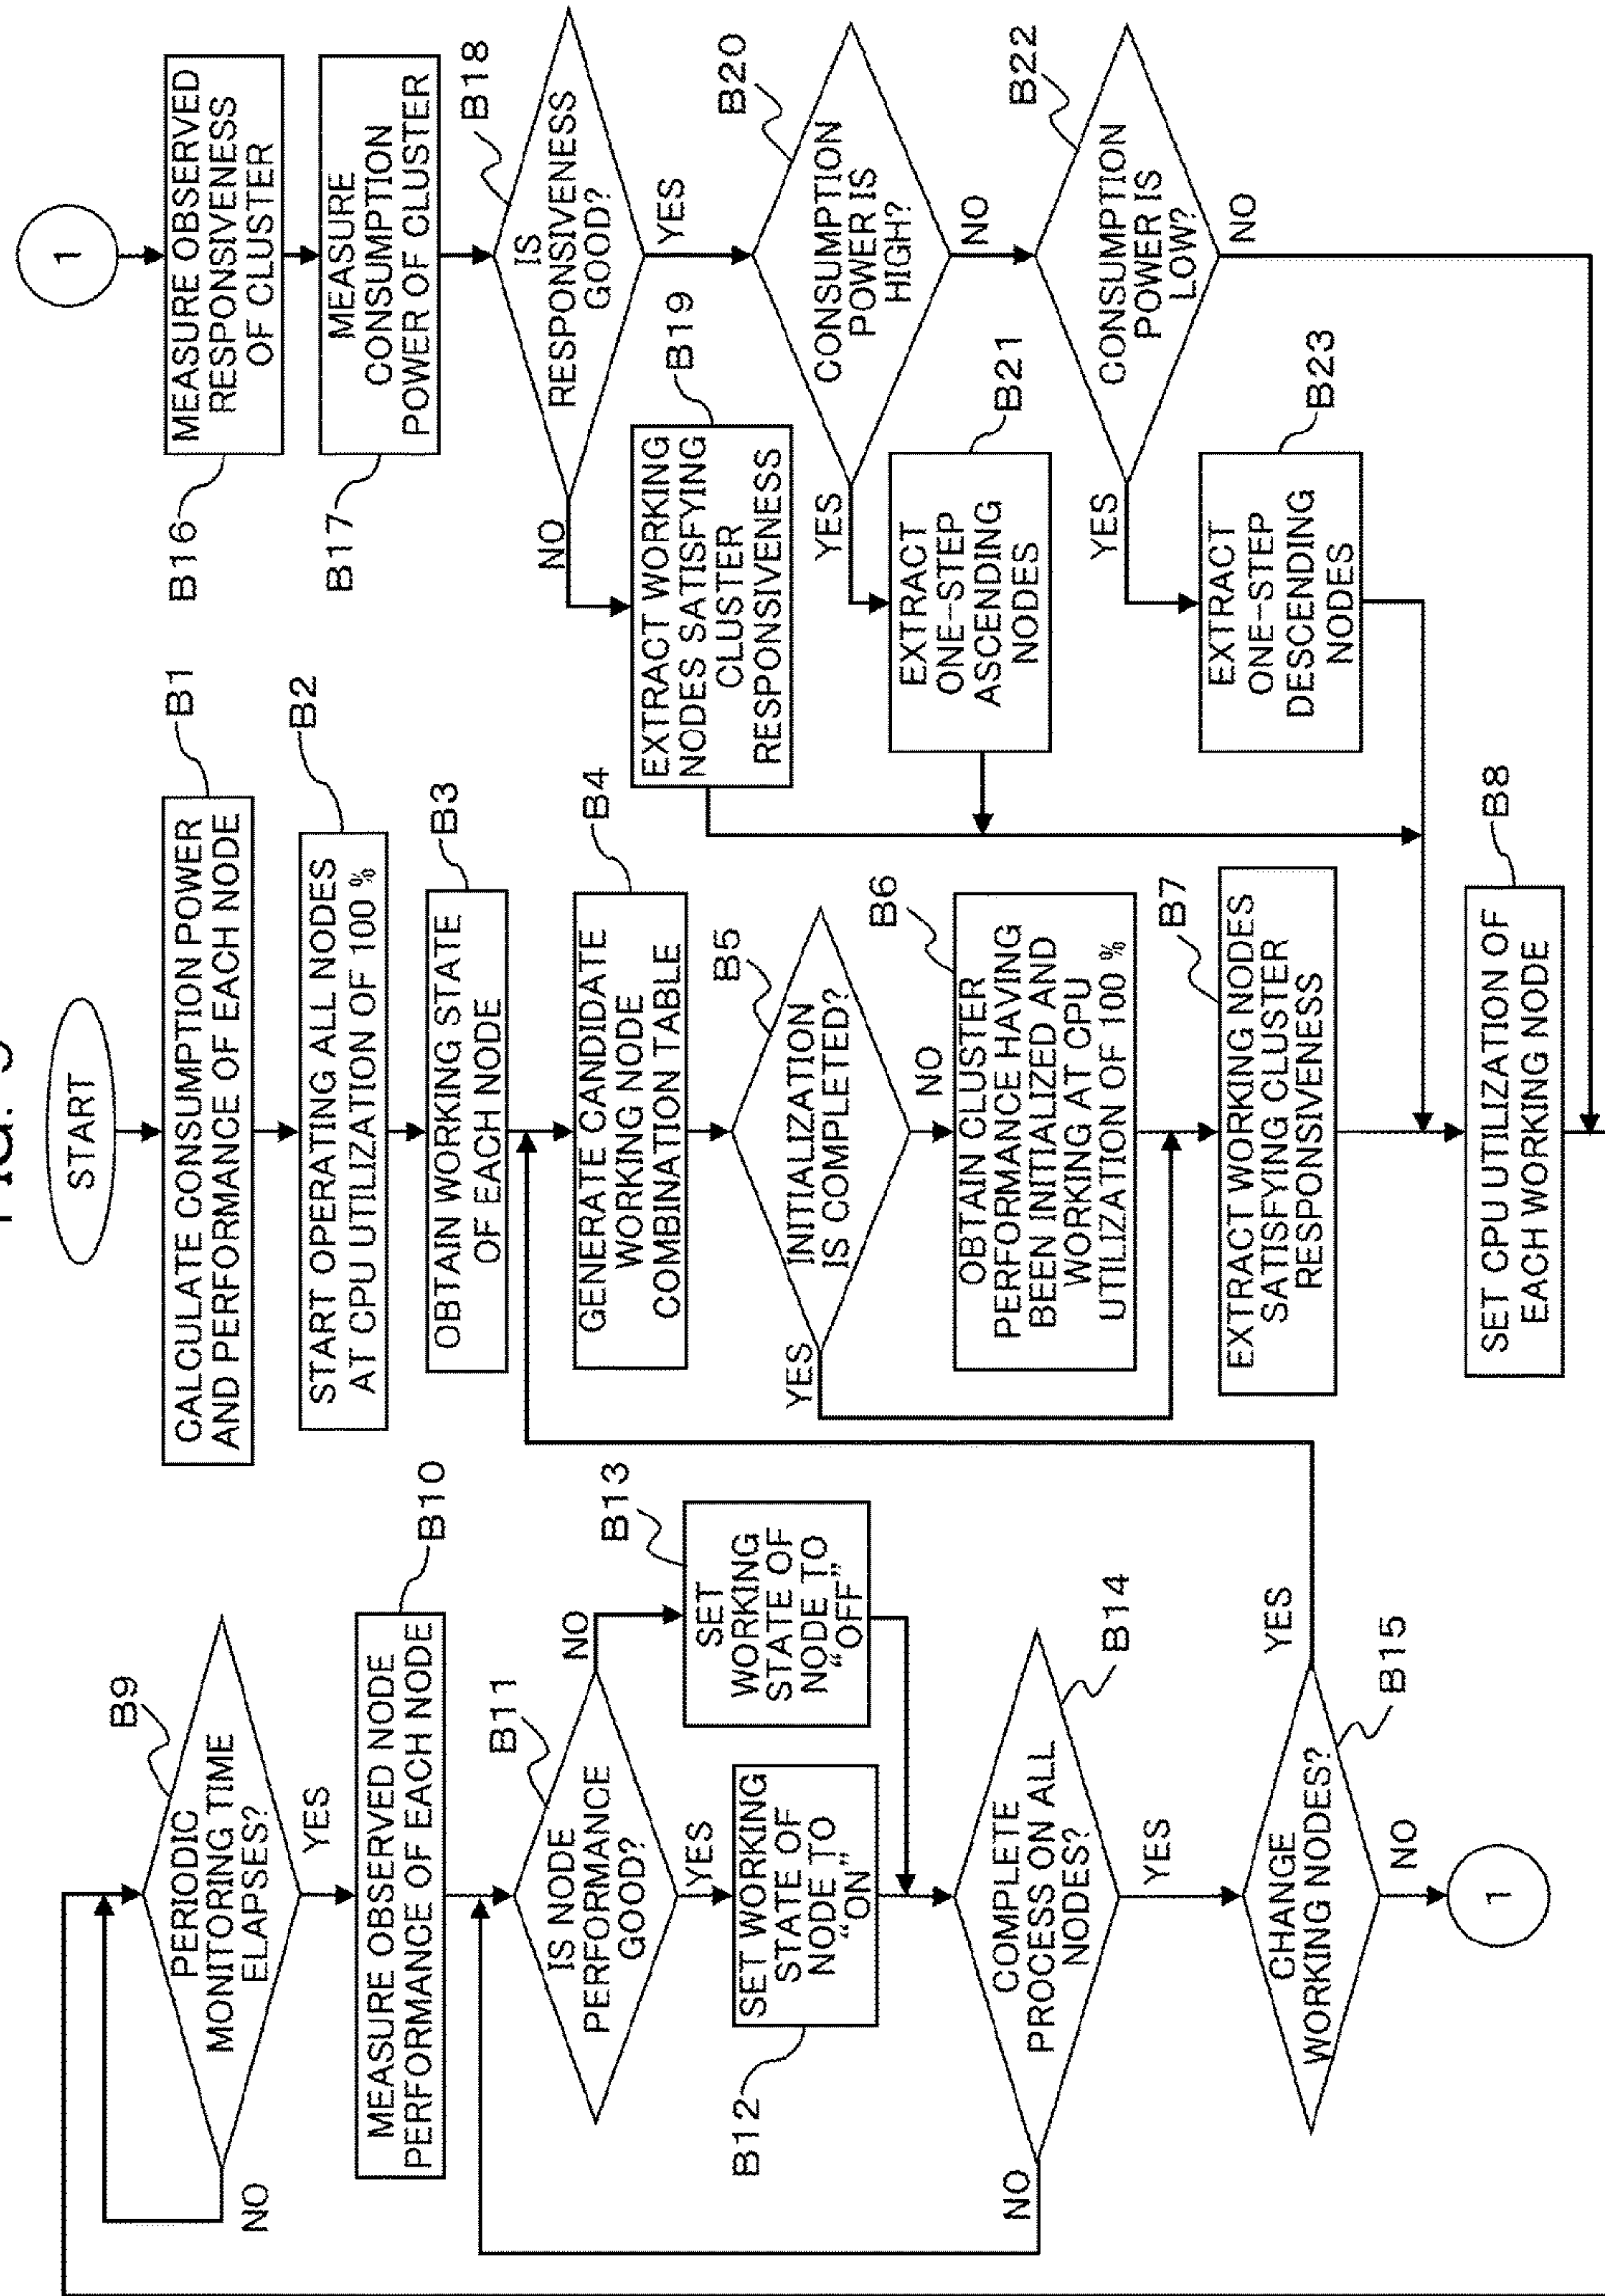 START
CALCULATE CONSUMPTION POWER
AND PERFORMANCE OF EACH NODE
B1
START OPERATING ALL NODES
AT CPU UTILIZATION OF 100 %
B2
OBTAIN WORKING STATE
OF EACH NODE
B3
GENERATE CANDIDATE
WORKING NODE
COMBINATION TABLE
B4
INITIALIZATION
IS COMPLETED?
B5
YES
NO
OBTAIN CLUSTER
PERFORMANCE HAVING
BEEN INITIALIZED AND
WORKING AT CPU
UTILIZATION OF 100 %
B6
EXTRACT WORKING NODES
SATISFYING CLUSTER
RESPONSIVENESS
B7
SET CPU UTILIZATION OF
EACH WORKING NODE
B8
PERIODIC
MONITORING TIME
ELAPSES?
B9
NO
YES
MEASURE OBSERVED NODE
PERFORMANCE OF EACH NODE
B10
IS NODE
PERFORMANCE
GOOD?
B11
NO
YES
SET WORKING
STATE OF
NODE TO
“ON”
B12
SET
WORKING
STATE OF
NODE TO
“OFF”
B13
COMPLETE
PROCESS ON ALL
NODES?
B14
NO
YES
CHANGE
WORKING NODES?
B15
YES
NO
1
1
MEASURE OBSERVED
RESPONSIVENESS
OF CLUSTER
B16
MEASURE
CONSUMPTION
POWER OF CLUSTER
B17
IS
RESPONSIVENESS
GOOD?
B18
NO
YES
EXTRACT WORKING
NODES SATISFYING
CLUSTER
RESPONSIVENESS
B19
CONSUMPTION
POWER IS
HIGH?
B20
YES
NO
EXTRACT
ONE-STEP
ASCENDING
NODES
B21
CONSUMPTION
POWER IS
LOW?
B22
YES
NO
EXTRACT
ONE-STEP
DESCENDING
NODES
B23